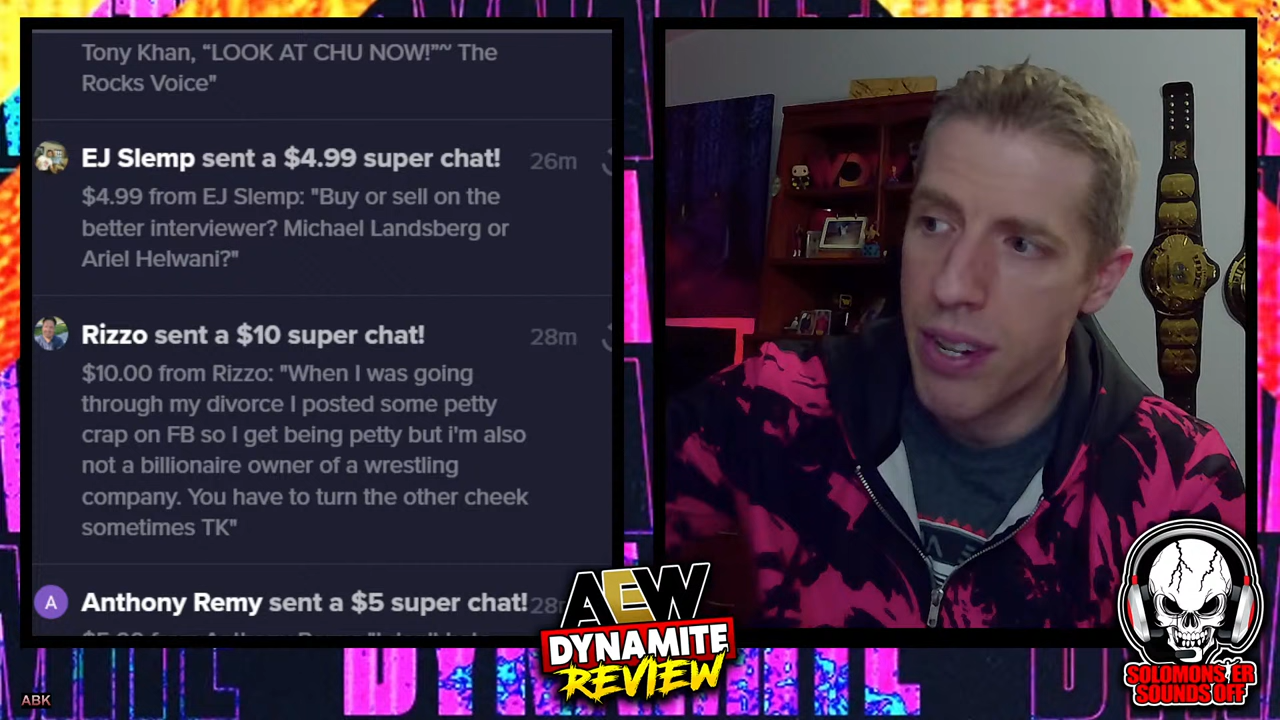 Tony Khan, “LOOK AT CHU NOW!”~ The
Rocks Voice"
EJ Slemp sent a $4.99 super chat!
26m
$4.99 from EJ Slemp: "Buy or sell on the
better interviewer? Michael Landsberg or
Ariel Helwani?"
Rizzo sent a $10 super chat!
28m
$10.00 from Rizzo: "When I was going
through my divorce I posted some petty
crap on FB so I get being petty but i'm also
not a billionaire owner of a wrestling
company. You have to turn the other cheek
sometimes TK"
A
Anthony Remy sent a $5 super chat!
AEW
DYNAMITE
REVIEW
SOLOMONSTER
SOUNDS OFF
ABK